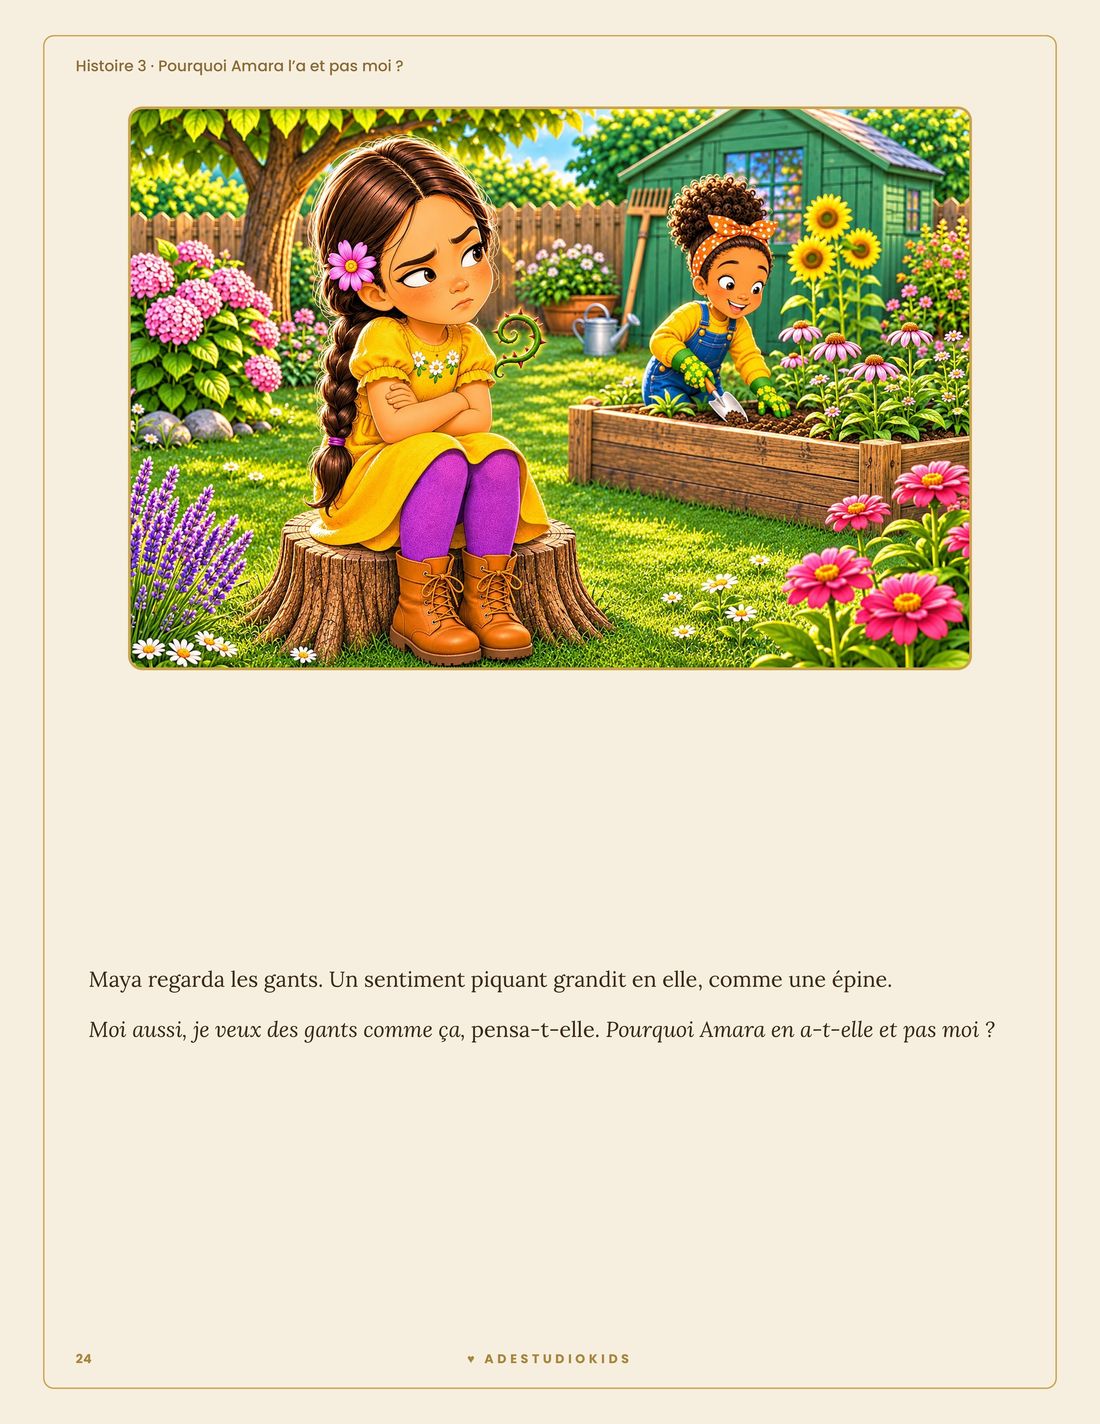 Histoire 3 · Pourquoi Amara l’a et pas moi ?
Maya regarda les gants. Un sentiment piquant grandit en elle, comme une épine.
Moi aussi, je veux des gants comme ça, pensa-t-elle. Pourquoi Amara en a-t-elle et pas moi ?
24
♥ ADESTUDIOKIDS